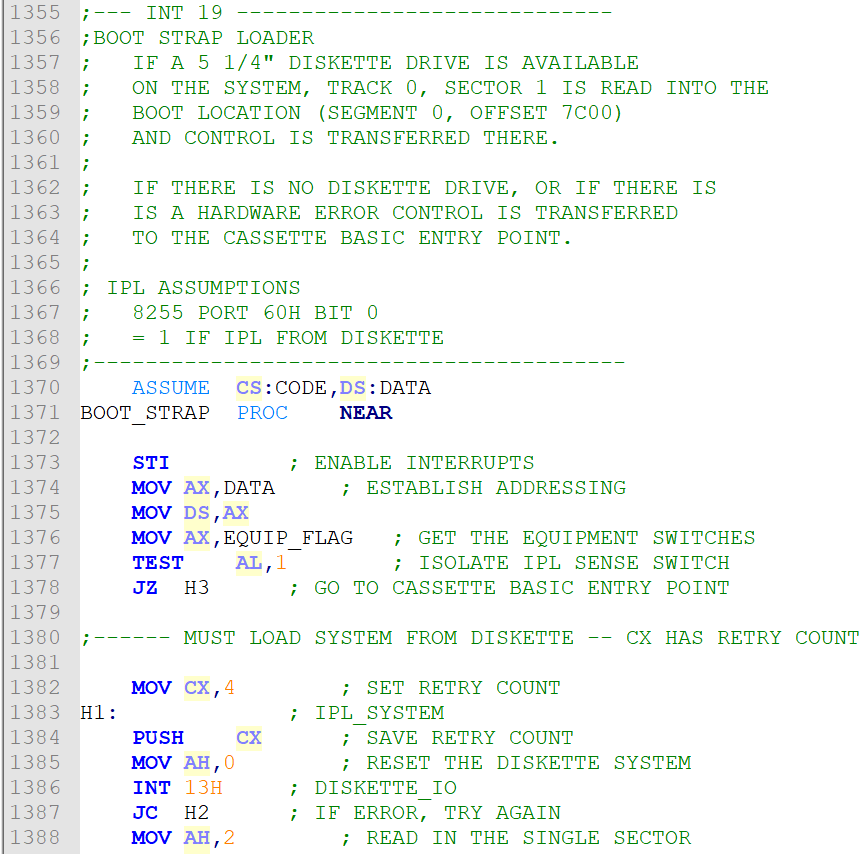 1355 ;--- INT 19 -----------------------------
1356 ;BOOT STRAP LOADER
1357 ;   IF A 5 1/4" DISKETTE DRIVE IS AVAILABLE
1358 ;   ON THE SYSTEM, TRACK 0, SECTOR 1 IS READ INTO THE
1359 ;   BOOT LOCATION (SEGMENT 0, OFFSET 7C00)
1360 ;   AND CONTROL IS TRANSFERRED THERE.
1361 ;
1362 ;   IF THERE IS NO DISKETTE DRIVE, OR IF THERE IS
1363 ;   IS A HARDWARE ERROR CONTROL IS TRANSFERRED
1364 ;   TO THE CASSETTE BASIC ENTRY POINT.
1365 ;
1366 ; IPL ASSUMPTIONS
1367 ;   8255 PORT 60H BIT 0
1368 ;   = 1 IF IPL FROM DISKETTE
1369 ;-----------------------------------------
1370     ASSUME  CS:CODE,DS:DATA
1371 BOOT_STRAP  PROC    NEAR
1372
1373     STI         ; ENABLE INTERRUPTS
1374     MOV AX,DATA     ; ESTABLISH ADDRESSING
1375     MOV DS,AX
1376     MOV AX,EQUIP_FLAG   ; GET THE EQUIPMENT SWITCHES
1377     TEST    AL,1        ; ISOLATE IPL SENSE SWITCH
1378     JZ  H3      ; GO TO CASSETTE BASIC ENTRY POINT
1379
1380 ;------ MUST LOAD SYSTEM FROM DISKETTE -- CX HAS RETRY COUNT
1381
1382     MOV CX,4        ; SET RETRY COUNT
1383 H1:             ; IPL_SYSTEM
1384     PUSH    CX      ; SAVE RETRY COUNT
1385     MOV AH,0        ; RESET THE DISKETTE SYSTEM
1386     INT 13H     ; DISKETTE_IO
1387     JC  H2      ; IF ERROR, TRY AGAIN
1388     MOV AH,2        ; READ IN THE SINGLE SECTOR